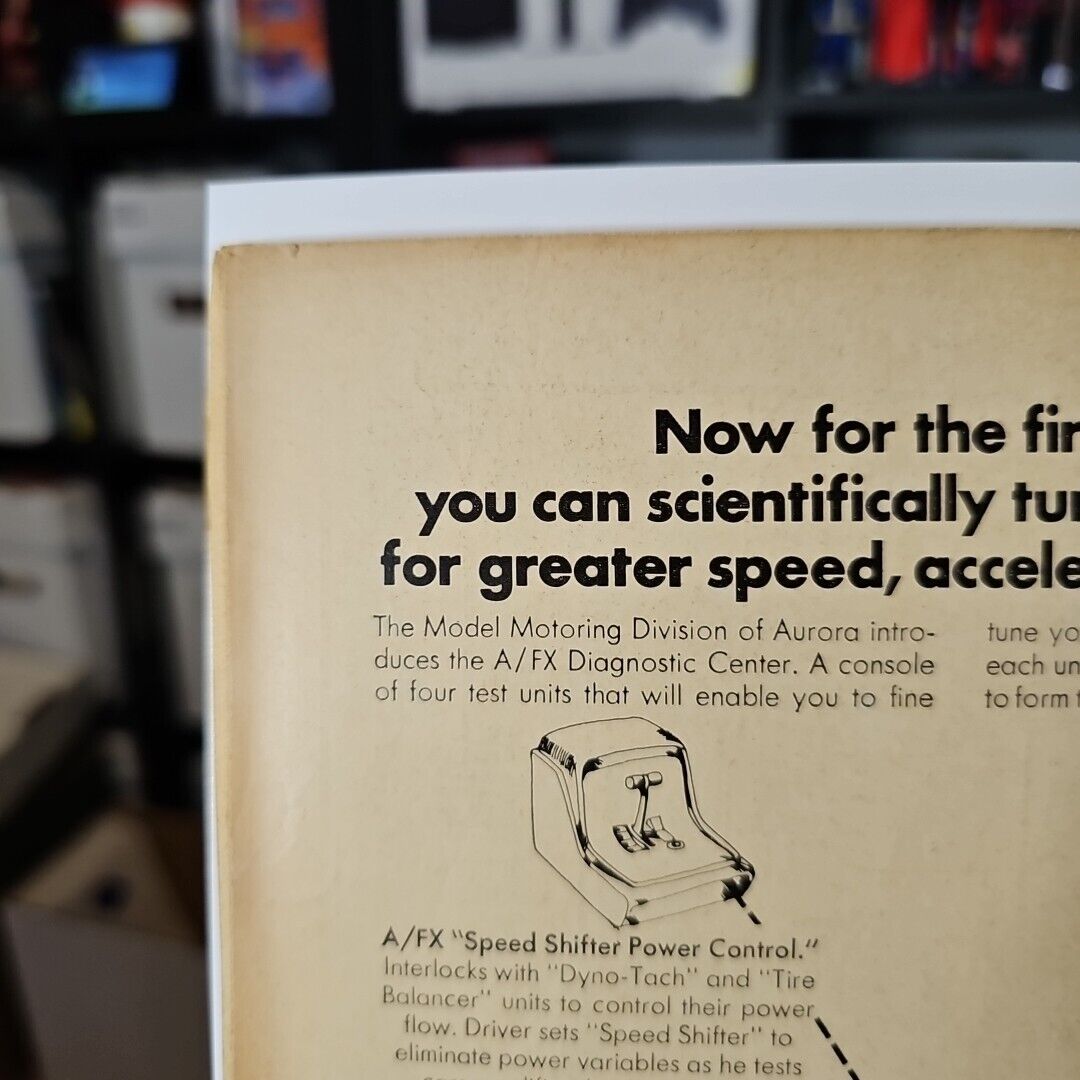 Now for the fir
you can scientifically tu
for greater speed, accele
The Model Motoring Division of Aurora intro-
duces the A/FX Diagnostic Center. A console
of four test units that will enable you to fine
tune yo
each un
to form t
A/FX "Speed Shifter Power Control."
Interlocks with "Dyno-Tach" and "Tire
Balancer" units to control their power
flow. Driver sets "Speed Shifter" to
eliminate power variables as he tests